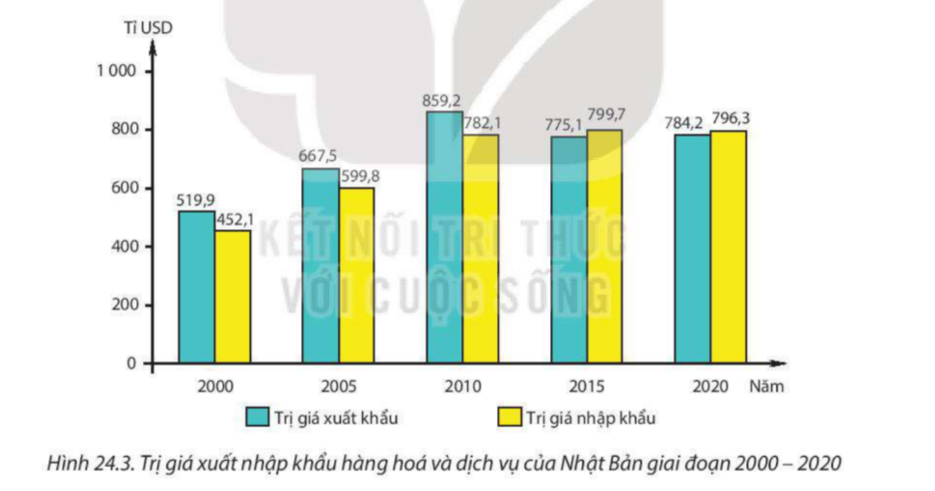 Tỉ USD
1 000
800
600
400
200
0
519,9
452,1
667,5
599,8
859,2
782,1
775,1
799,7
784,2
796,3
KẾT NỐI TRI THỨC
VỚI CUỘC SỐNG
2000 2005 2010 2015 2020 Năm
Trị giá xuất khẩu Trị giá nhập khẩu
Hình 24.3. Trị giá xuất nhập khẩu hàng hoá và dịch vụ của Nhật Bản giai đoạn 2000 – 2020